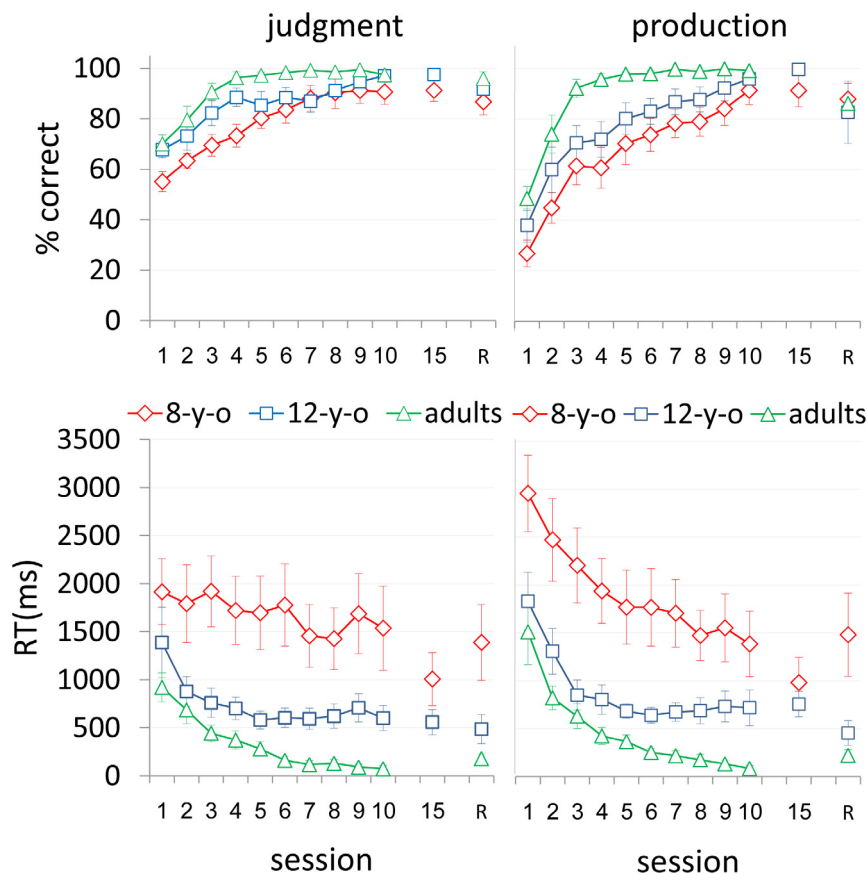 judgment production
100
80
60
40
20
0
% correct
1 2 3 4 5 6 7 8 9 10 15 R
1 2 3 4 5 6 7 8 9 10 15 R
8-y-o 12-y-o adults 8-y-o 12-y-o adults
3500
3000
2500
2000
1500
1000
500
0
RT(ms)
1 2 3 4 5 6 7 8 9 10 15 R
1 2 3 4 5 6 7 8 9 10 15 R
session session